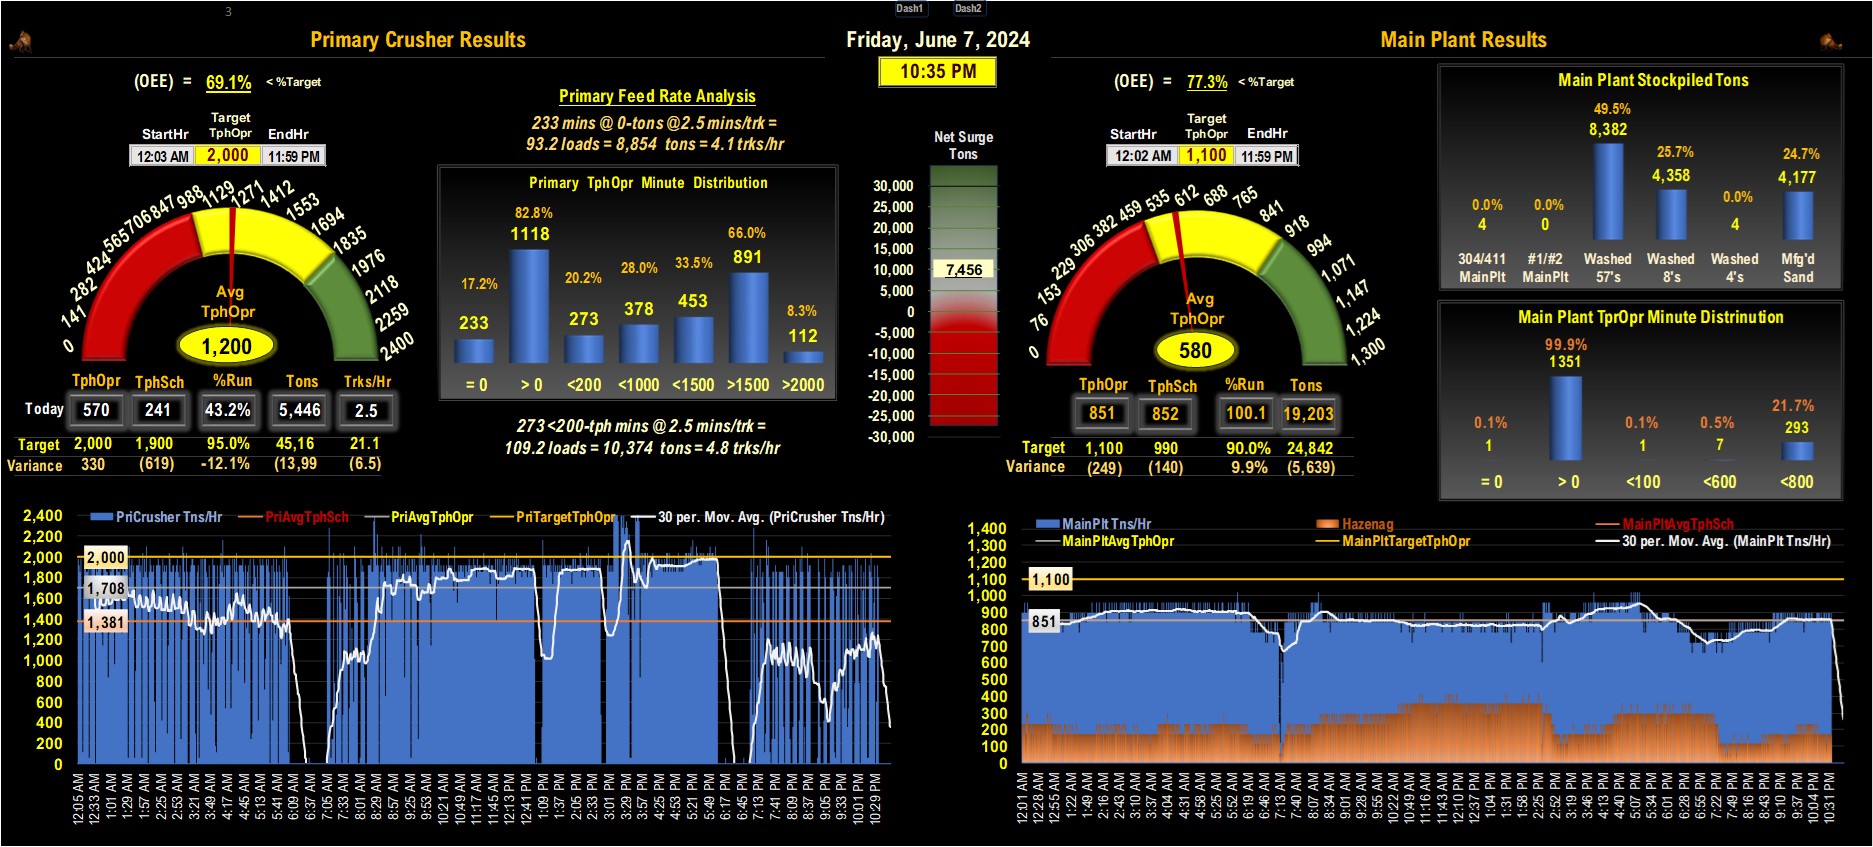 3
Dash1 Dash2
Primary Crusher Results
Friday, June 7, 2024
Main Plant Results
10:35 PM
(OEE) = 69.1% < %Target
Target
StartHr TphOpr EndHr
12:03 AM 2,000 11:59 PM
0 141 282 424 565 706 847 988 1129 1271 1412 1553 1694 1835 1976 2118 2259 2400
Avg
TphOpr
1,200
TphOpr TphSch %Run Tons Trks/Hr
Today 570 241 43.2% 5,446 2.5
Target 2,000 1,900 95.0% 45,16 21.1
Variance 330 (619) -12.1% (13,99 (6.5)
Primary Feed Rate Analysis
233 mins @ 0-tons @2.5 mins/trk =
93.2 loads = 8,854 tons = 4.1 trks/hr
Primary TphOpr Minute Distribution
17.2% 82.8% 20.2% 28.0% 33.5% 66.0% 8.3%
233 1118 273 378 453 891 112
= 0 > 0 <200 <1000 <1500 >1500 >2000
273 <200-tph mins @ 2.5 mins/trk =
109.2 loads = 10,374 tons = 4.8 trks/hr
Net Surge
Tons
30,000
25,000
20,000
15,000
10,000
7,456
5,000
0
-5,000
-10,000
-15,000
-20,000
-25,000
-30,000
(OEE) = 77.3% < %Target
Target
StartHr TphOpr EndHr
12:02 AM 1,100 11:59 PM
0 76 153 229 306 382 459 535 612 688 765 841 918 994 1,071 1,147 1,224 1,300
Avg
TphOpr
580
TphOpr TphSch %Run Tons
851 852 100.1 19,203
Target 1,100 990 90.0% 24,842
Variance (249) (140) 9.9% (5,639)
Main Plant Stockpiled Tons
0.0% 0.0% 49.5% 25.7% 0.0% 24.7%
4 0 8,382 4,358 4 4,177
304/411 #1/#2 Washed Washed Washed Mfg'd
MainPlt MainPlt 57's 8's 4's Sand
Main Plant TprOpr Minute Distrinution
0.1% 99.9% 0.1% 0.5% 21.7%
1 1351 1 7 293
= 0 > 0 <100 <600 <800
PriCrusher Tns/Hr PriAvgTphSch PriAvgTphOpr PriTargetTphOpr 30 per. Mov. Avg. (PriCrusher Tns/Hr)
2,400
2,200
2,000
1,800
1,600
1,400
1,200
1,000
800
600
400
200
0
2,000
1,708
1,381
12:05 AM 12:33 AM 1:01 AM 1:29 AM 1:57 AM 2:25 AM 2:53 AM 3:21 AM 3:49 AM 4:17 AM 4:45 AM 5:13 AM 5:41 AM 6:09 AM 6:37 AM 7:05 AM 7:33 AM 8:01 AM 8:29 AM 8:57 AM 9:25 AM 9:53 AM 10:21 AM 10:49 AM 11:17 AM 11:45 AM 12:13 PM 12:41 PM 1:09 PM 1:37 PM 2:05 PM 2:33 PM 3:01 PM 3:29 PM 3:57 PM 4:25 PM 4:53 PM 5:21 PM 5:49 PM 6:17 PM 6:45 PM 7:13 PM 7:41 PM 8:09 PM 8:37 PM 9:05 PM 9:33 PM 10:01 PM 10:29 PM
MainPlt Tns/Hr Hazenag MainPltAvgTphSch
MainPltAvgTphOpr MainPltTargetTphOpr 30 per. Mov. Avg. (MainPlt Tns/Hr)
1,400
1,300
1,200
1,100
1,000
900
800
700
600
500
400
300
200
100
0
1,100
851
12:01 AM 12:28 AM 12:55 AM 1:22 AM 1:49 AM 2:16 AM 2:43 AM 3:10 AM 3:37 AM 4:04 AM 4:31 AM 4:58 AM 5:25 AM 5:52 AM 6:19 AM 6:46 AM 7:13 AM 7:40 AM 8:07 AM 8:34 AM 9:01 AM 9:28 AM 9:55 AM 10:22 AM 10:49 AM 11:16 AM 11:43 AM 12:10 PM 12:37 PM 1:04 PM 1:31 PM 1:58 PM 2:25 PM 2:52 PM 3:19 PM 3:46 PM 4:13 PM 4:40 PM 5:07 PM 5:34 PM 6:01 PM 6:28 PM 6:55 PM 7:22 PM 7:49 PM 8:16 PM 8:43 PM 9:10 PM 9:37 PM 10:04 PM 10:31 PM